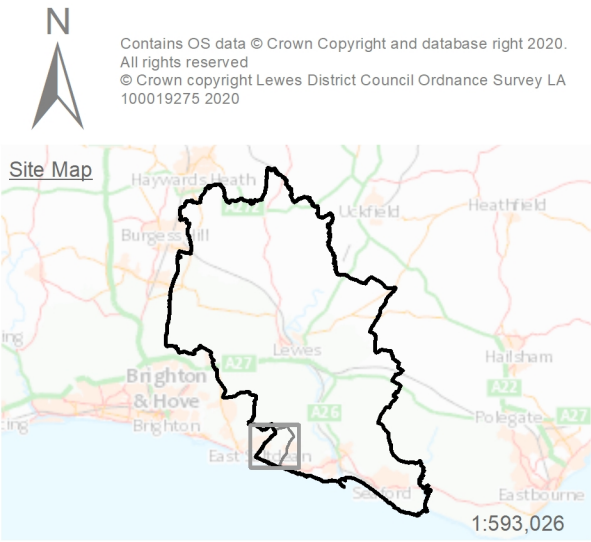 N
Contains OS data © Crown Copyright and database right 2020.
All rights reserved
© Crown copyright Lewes District Council Ordnance Survey LA
100019275 2020
Site Map
Haywards Heath
Heathfield
Uckfield
Burgess Hill
Lewes
Hailsham
A27
Brighton
& Hove
A22
A26
Polegate
A27
Brighton
East Saltdean
Seaford
Eastbourne
1:593,026